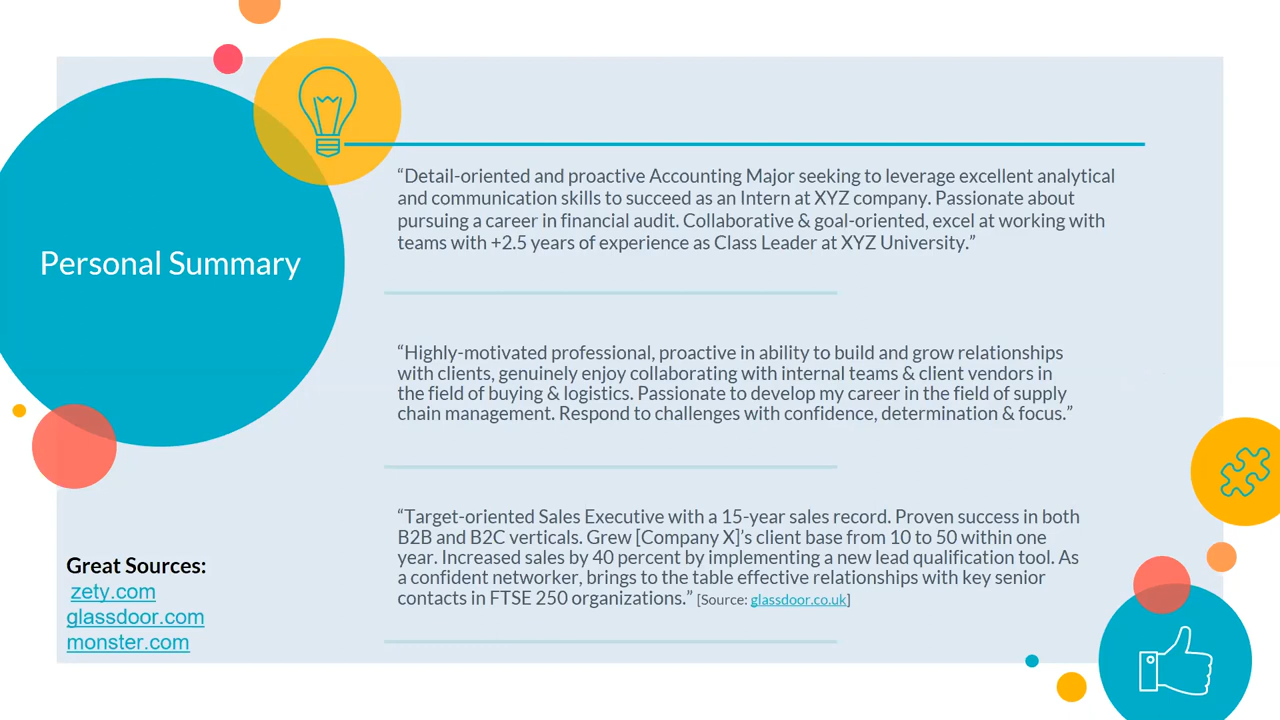 Personal Summary
“Detail-oriented and proactive Accounting Major seeking to leverage excellent analytical
and communication skills to succeed as an Intern at XYZ company. Passionate about
pursuing a career in financial audit. Collaborative & goal-oriented, excel at working with
teams with +2.5 years of experience as Class Leader at XYZ University.”
“Highly-motivated professional, proactive in ability to build and grow relationships
with clients, genuinely enjoy collaborating with internal teams & client vendors in
the field of buying & logistics. Passionate to develop my career in the field of supply
chain management. Respond to challenges with confidence, determination & focus.”
“Target-oriented Sales Executive with a 15-year sales record. Proven success in both
B2B and B2C verticals. Grew [Company X]’s client base from 10 to 50 within one
year. Increased sales by 40 percent by implementing a new lead qualification tool. As
a confident networker, brings to the table effective relationships with key senior
contacts in FTSE 250 organizations.” [Source: glassdoor.co.uk]
Great Sources:
zety.com
glassdoor.com
monster.com